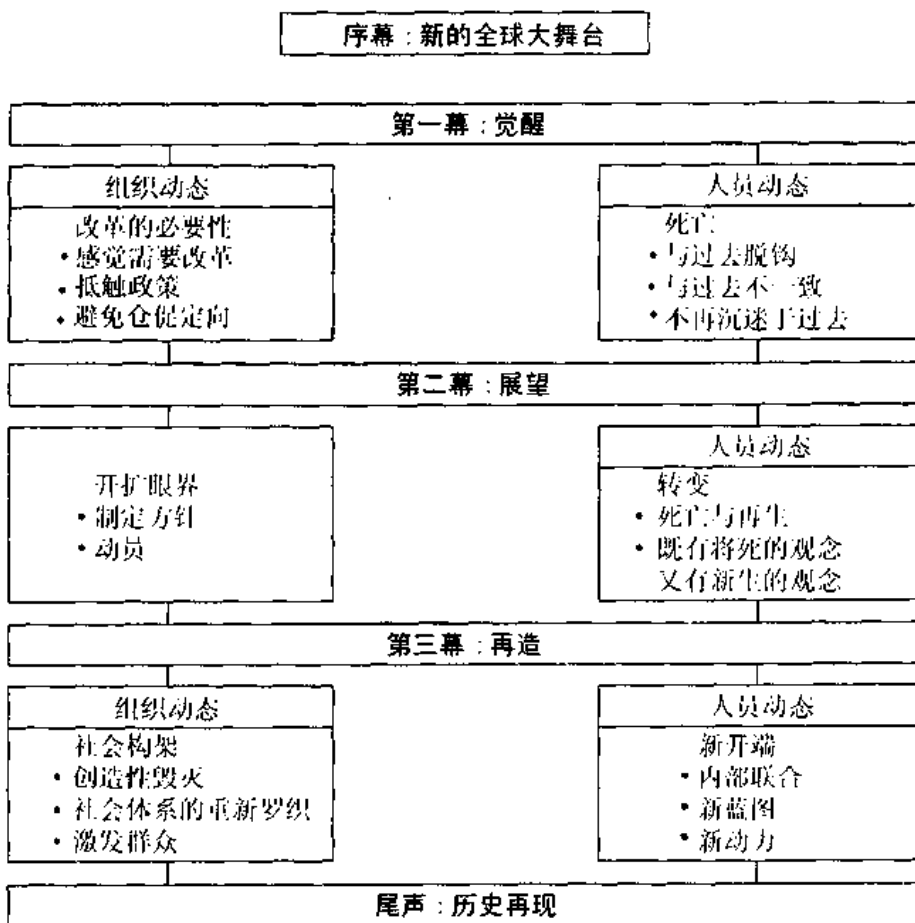 序幕：新的全球大舞台
第一幕：觉醒
组织动态
改革的必要性
• 感觉需要改革
• 抵触政策
• 避免仓促定向
人员动态
死亡
• 与过去脱钩
• 与过去不一致
• 不再沉迷于过去
第二幕：展望
开扩眼界
• 制定方针
• 动员
人员动态
转变
• 死亡与再生
• 既有将死的观念
又有新生的观念
第三幕：再造
组织动态
社会构架
• 创造性毁灭
• 社会体系的重新罗织
• 激发群众
人员动态
新开端
• 内部联合
• 新蓝图
• 新动力
尾声：历史再现